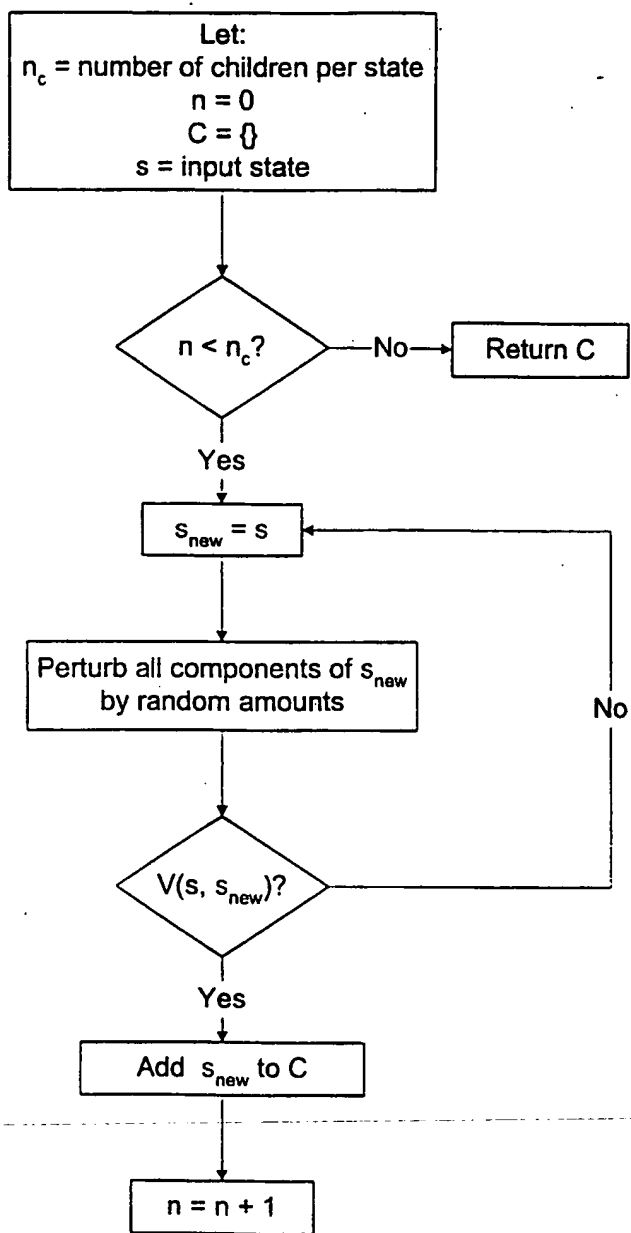 Let:
n_c = number of children per state
n = 0
C = {}
s = input state
n < n_c?
No
Return C
Yes
s_new = s
Perturb all components of s_new
by random amounts
No
V(s, s_new)?
Yes
Add s_new to C
n = n + 1